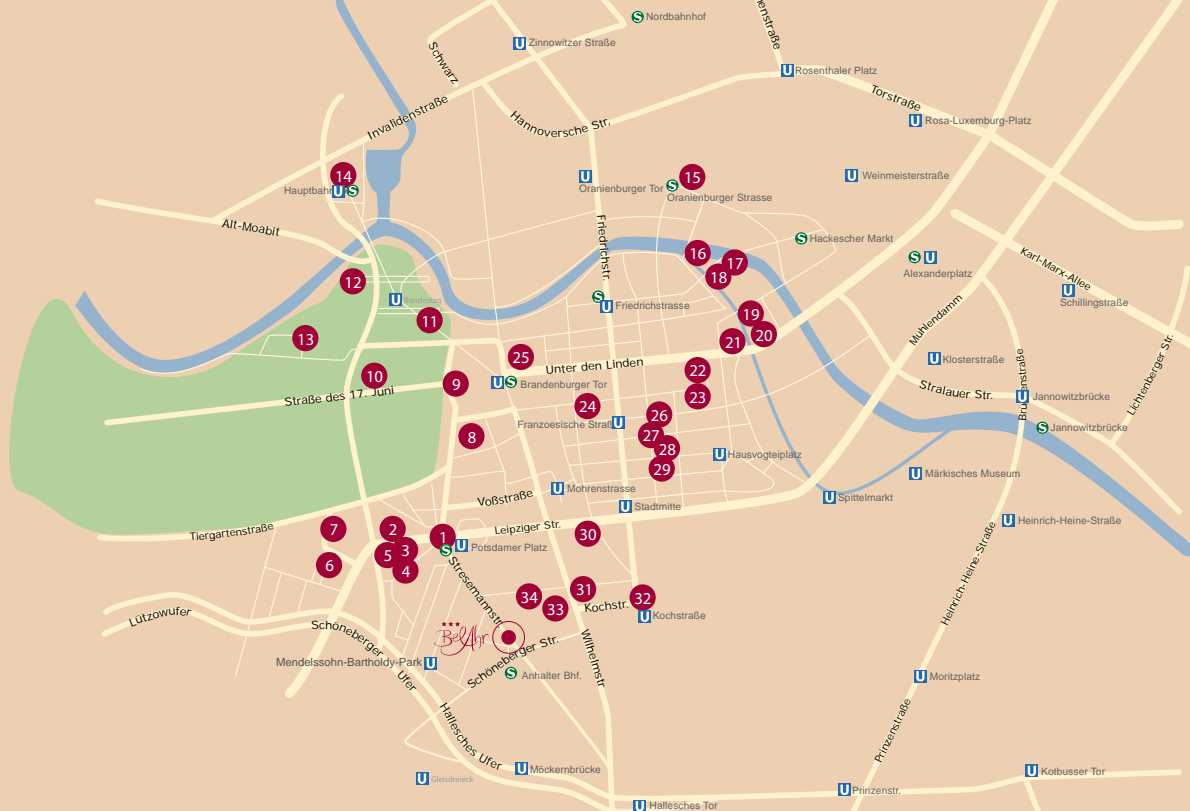 Nordbahnhof
Zinnowitzer Straße
Schwarz
enstraße
Rosenthaler Platz
Torstraße
Invalidenstraße
Hannoversche Str.
Rosa-Luxemburg-Platz
14
Hauptbahn
15
Oranienburger Tor
Oranienburger Strasse
Weinmeisterstraße
Alt-Moabit
Friedrichstr.
Hackescher Markt
16
17
18
Alexanderplatz
Karl-Marx-Allee
Schillingstraße
12
Bundestag
11
Friedrichstrasse
Muhlendamm
19
20
21
13
25
Unter den Linden
22
Klosterstraße
10
9
Brandenburger Tor
Straße des 17. Juni
23
Stralauer Str.
Jannowitzbrücke
Lichtenberger Str.
24
26
Franzoesische Straß
27
28
29
8
Jannowitzbrücke
Hausvogteiplatz
Märkisches Museum
Mohrenstrasse
Voßstraße
Stadtmitte
Spittelmarkt
Heinrich-Heine-Straße
Tiergartenstraße
7
2
1
Leipziger Str.
30
Potsdamer Platz
5
3
6
4
Stresemannstr.
Heinrich-Heine-Straße
34
31
33
Kochstr.
32
Kochstraße
Lützowufer
Schöneberger
Ufer
BelAhr
Schöneberger Str.
Wilhelmstr
Mendelssohn-Bartholdy-Park
Anhalter Bhf.
Moritzplatz
Hallesches Ufer
Prinzenstraße
Gleisdreieck
Möckernbrücke
Kotbusser Tor
Prinzenstr.
Hallesches Tor